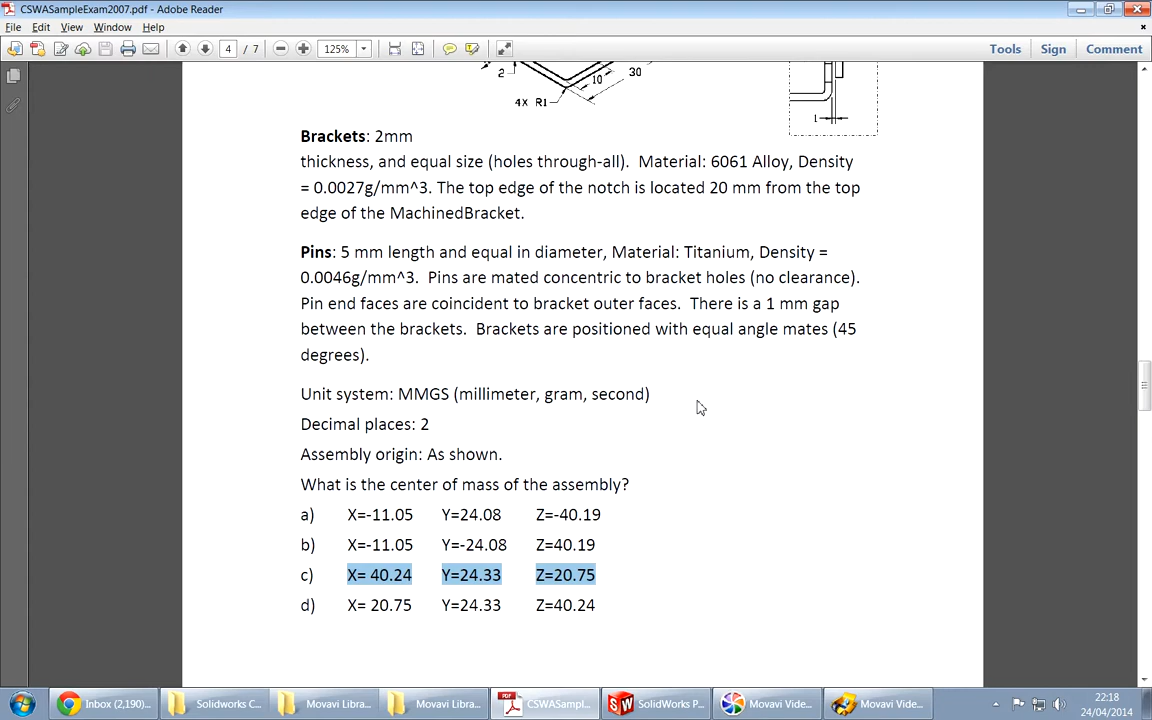 CSWASampleExam2007.pdf - Adobe Reader
File Edit View Window Help
4 / 7 125% Tools Sign Comment
2 10 30
4X R1
1
Brackets: 2mm
thickness, and equal size (holes through-all). Material: 6061 Alloy, Density
= 0.0027g/mm^3. The top edge of the notch is located 20 mm from the top
edge of the MachinedBracket.
Pins: 5 mm length and equal in diameter, Material: Titanium, Density =
0.0046g/mm^3. Pins are mated concentric to bracket holes (no clearance).
Pin end faces are coincident to bracket outer faces. There is a 1 mm gap
between the brackets. Brackets are positioned with equal angle mates (45
degrees).
Unit system: MMGS (millimeter, gram, second)
Decimal places: 2
Assembly origin: As shown.
What is the center of mass of the assembly?
a) X=-11.05 Y=24.08 Z=-40.19
b) X=-11.05 Y=-24.08 Z=40.19
c) X= 40.24 Y=24.33 Z=20.75
d) X= 20.75 Y=24.33 Z=40.24
Inbox (2,190)... Solidworks C... Movavi Libra... Movavi Libra... CSWASampl... SolidWorks P... Movavi Vide... Movavi Vide... 22:18
24/04/2014